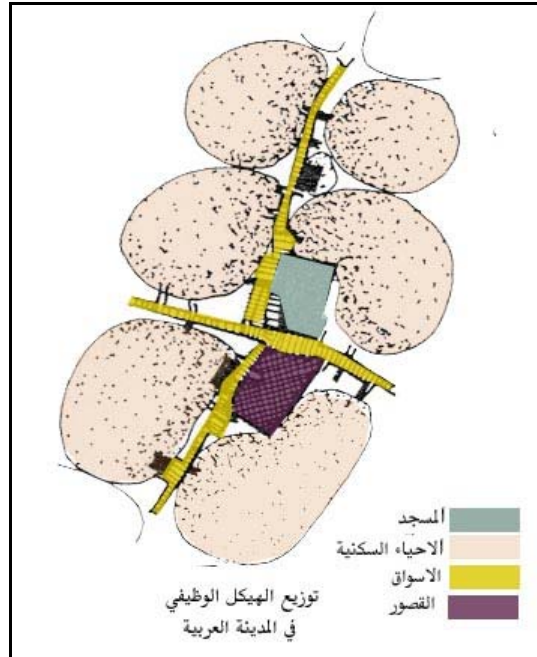 المسجد
الاحياء السكنية
الاسواق
القصور
توزيع الهيكل الوظيفي
في المدينة العربية